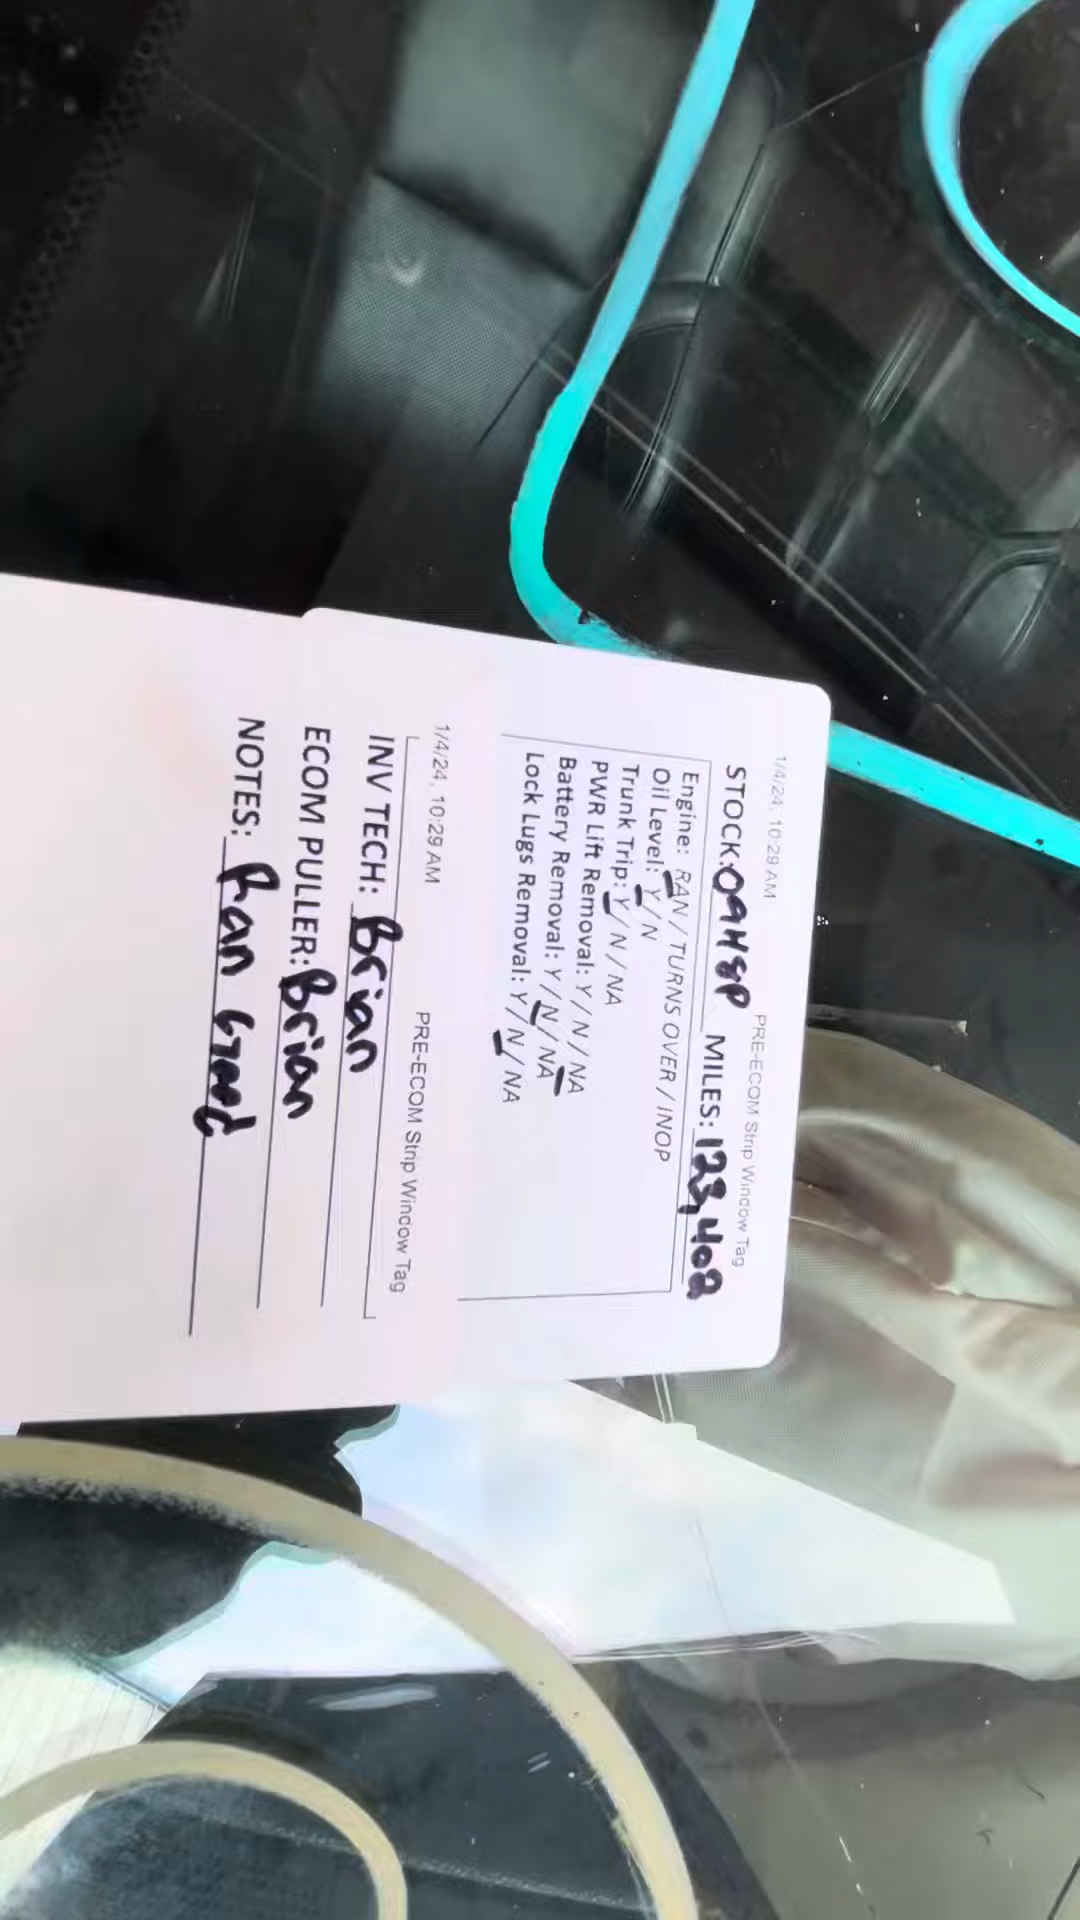 1/4/24, 10:29 AM PRE-ECOM Strip Window Tag
STOCK: 09H8P MILES: 123,402
Engine: RAN / TURNS OVER / INOP
Oil Level: Y / N
Trunk Trip: Y / N / NA
PWR Lift Removal: Y / N / NA
Battery Removal: Y / N / NA
Lock Lugs Removal: Y / N / NA
1/4/24, 10:29 AM PRE-ECOM Strip Window Tag
INV TECH: Brian
ECOM PULLER: Brian
NOTES: Ran Good